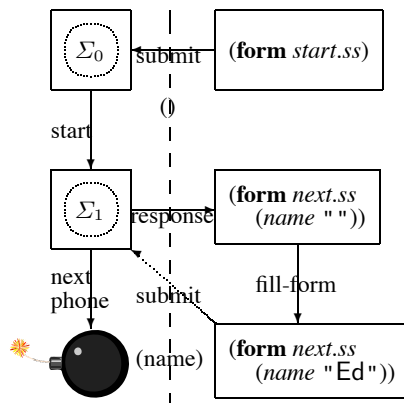 Σ₀
submit
(form start.ss)
()
start
Σ₁
response
(form next.ss
(name ""))
next
phone
submit
fill-form
(name)
(form next.ss
(name "Ed"))